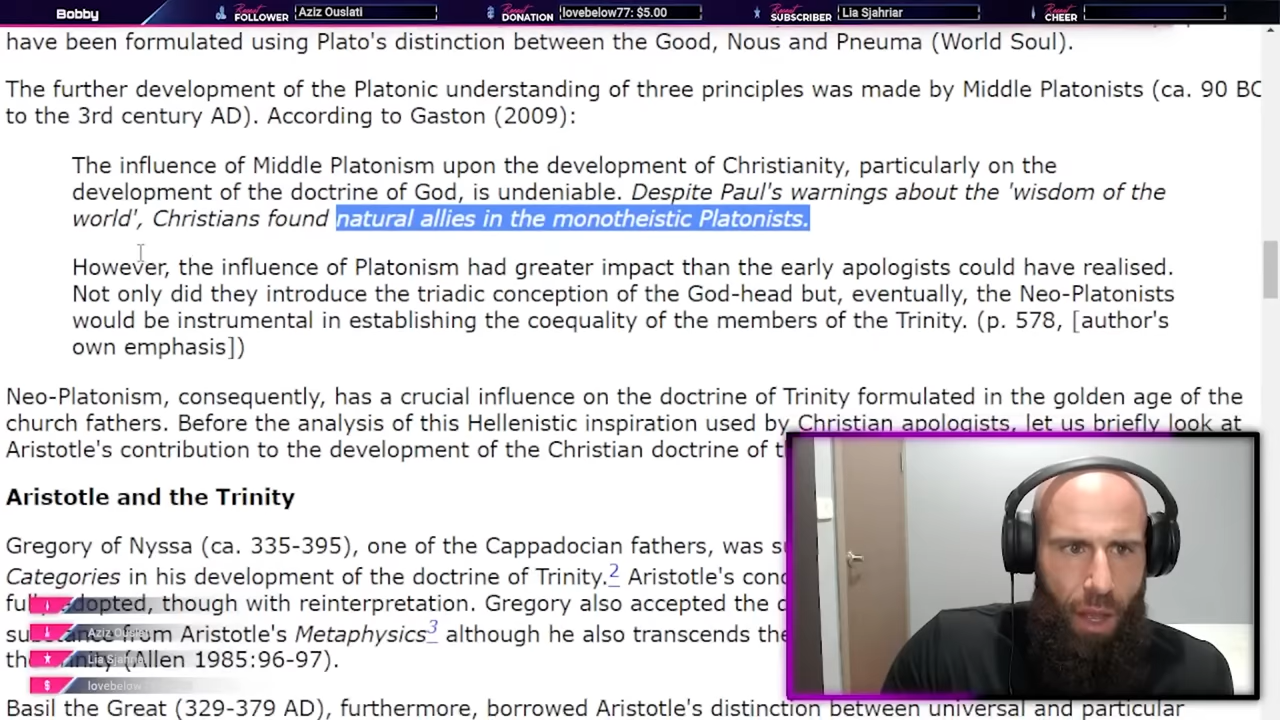 Bobby
Recent FOLLOWER Aziz Ouslati
Recent DONATION lovebelow77: $5.00
Recent SUBSCRIBER Lia Sjahriar
Recent CHEER
have been formulated using Plato's distinction between the Good, Nous and Pneuma (World Soul).
The further development of the Platonic understanding of three principles was made by Middle Platonists (ca. 90 BC
to the 3rd century AD). According to Gaston (2009):
The influence of Middle Platonism upon the development of Christianity, particularly on the
development of the doctrine of God, is undeniable. Despite Paul's warnings about the 'wisdom of the
world', Christians found natural allies in the monotheistic Platonists.
However, the influence of Platonism had greater impact than the early apologists could have realised.
Not only did they introduce the triadic conception of the God-head but, eventually, the Neo-Platonists
would be instrumental in establishing the coequality of the members of the Trinity. (p. 578, [author's
own emphasis])
Neo-Platonism, consequently, has a crucial influence on the doctrine of Trinity formulated in the golden age of the
church fathers. Before the analysis of this Hellenistic inspiration used by Christian apologists, let us briefly look at
Aristotle's contribution to the development of the Christian doctrine of
Aristotle and the Trinity
Gregory of Nyssa (ca. 335-395), one of the Cappadocian fathers, was
Categories in his development of the doctrine of Trinity.2 Aristotle's
adopted, though with reinterpretation. Gregory also accepted the
from Aristotle's Metaphysics3 although he also transcends the
Aziz Ouslati
(Allen 1985:96-97).
Lia Sjahriar
lovebelow
Basil the Great (329-379 AD), furthermore, borrowed Aristotle's distinction between universal and particular